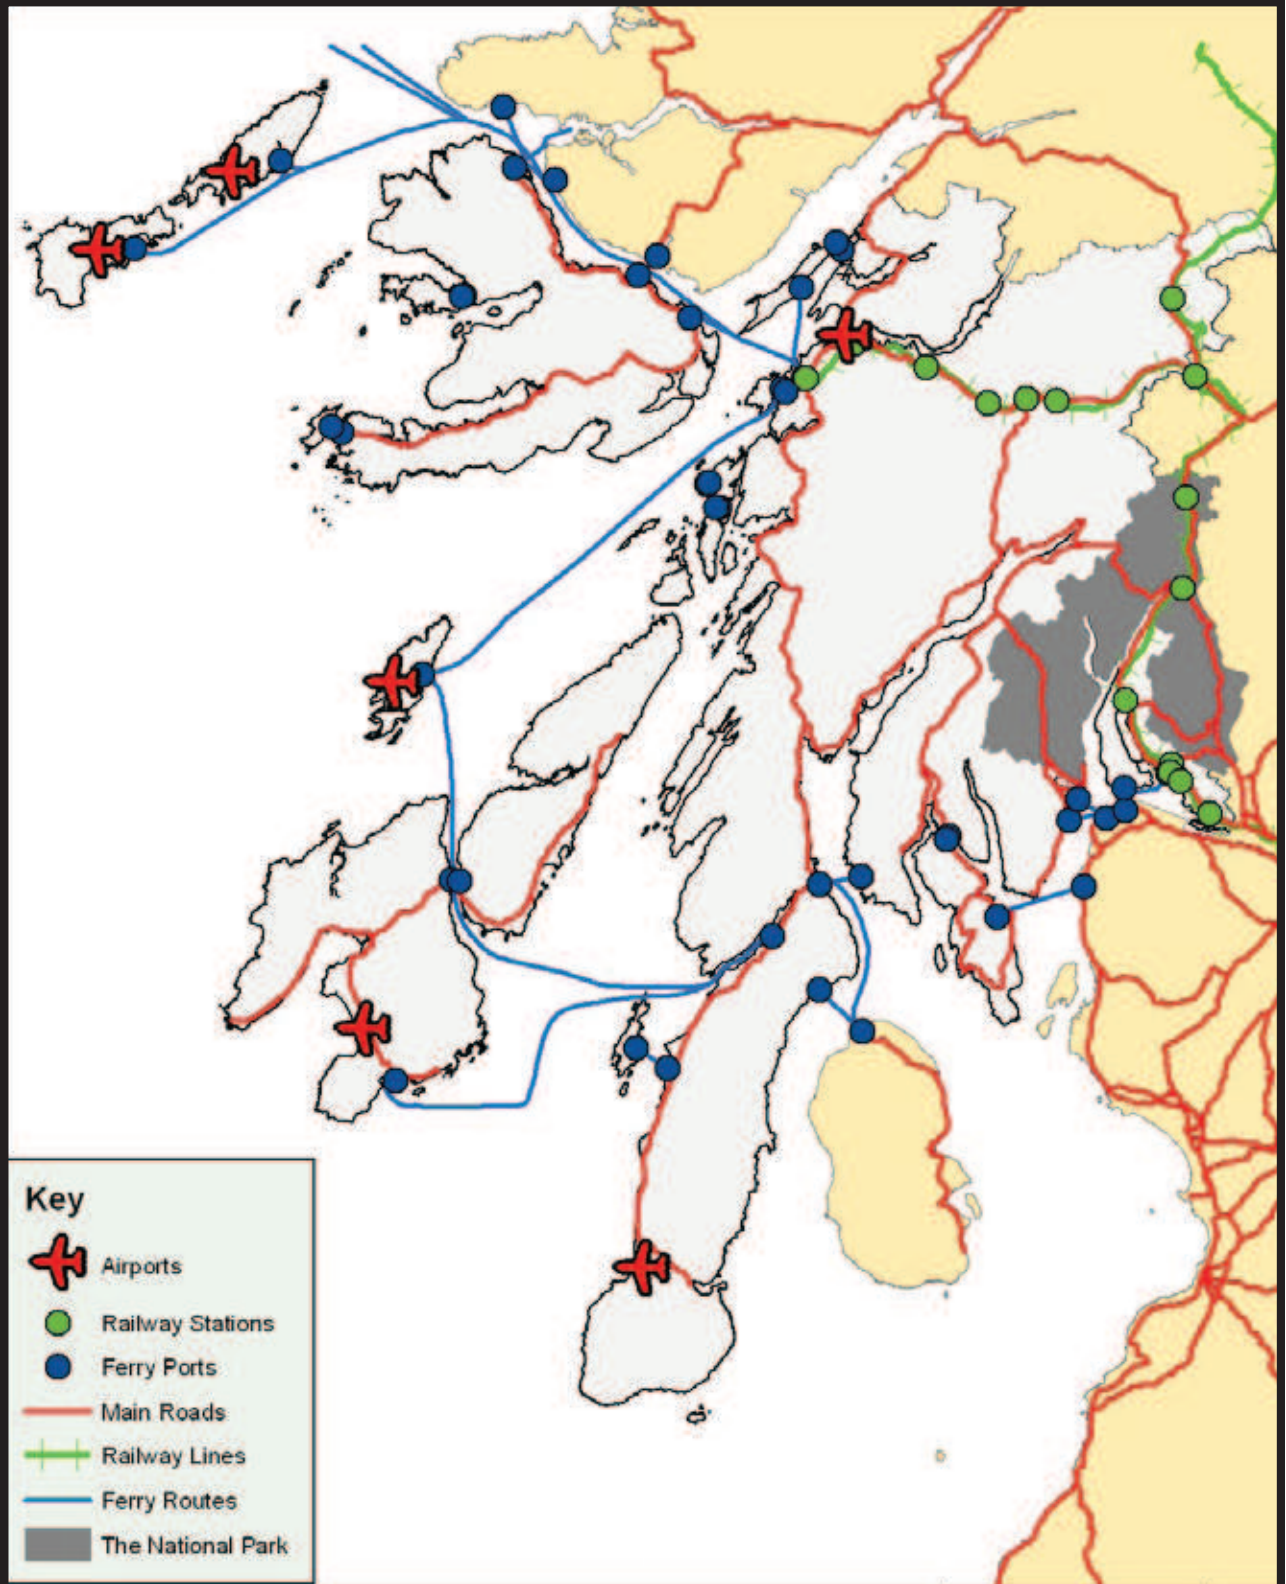 Key
Airports
Railway Stations
Ferry Ports
Main Roads
Railway Lines
Ferry Routes
The National Park